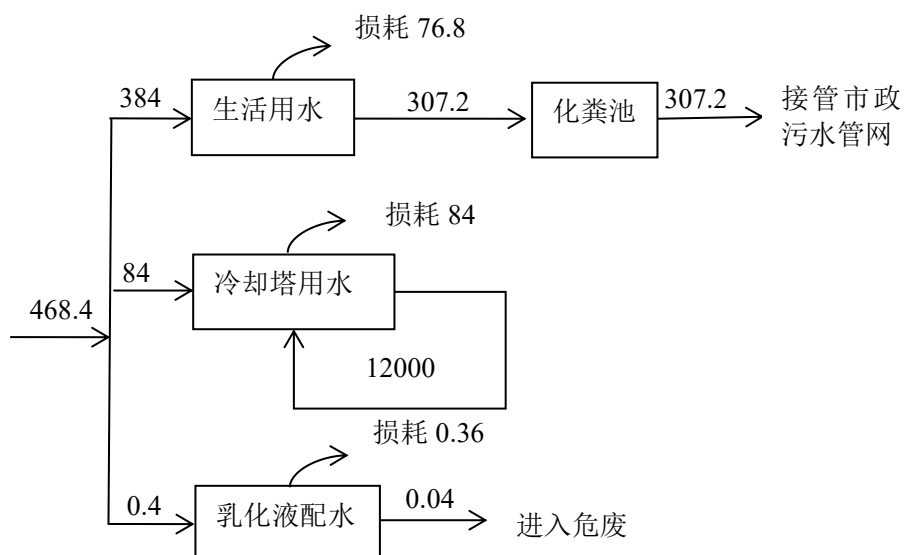 损耗 76.8
384
生活用水
307.2
化粪池
307.2
接管市政
污水管网
损耗 84
84
冷却塔用水
468.4
12000
损耗 0.36
0.4
乳化液配水
0.04
进入危废